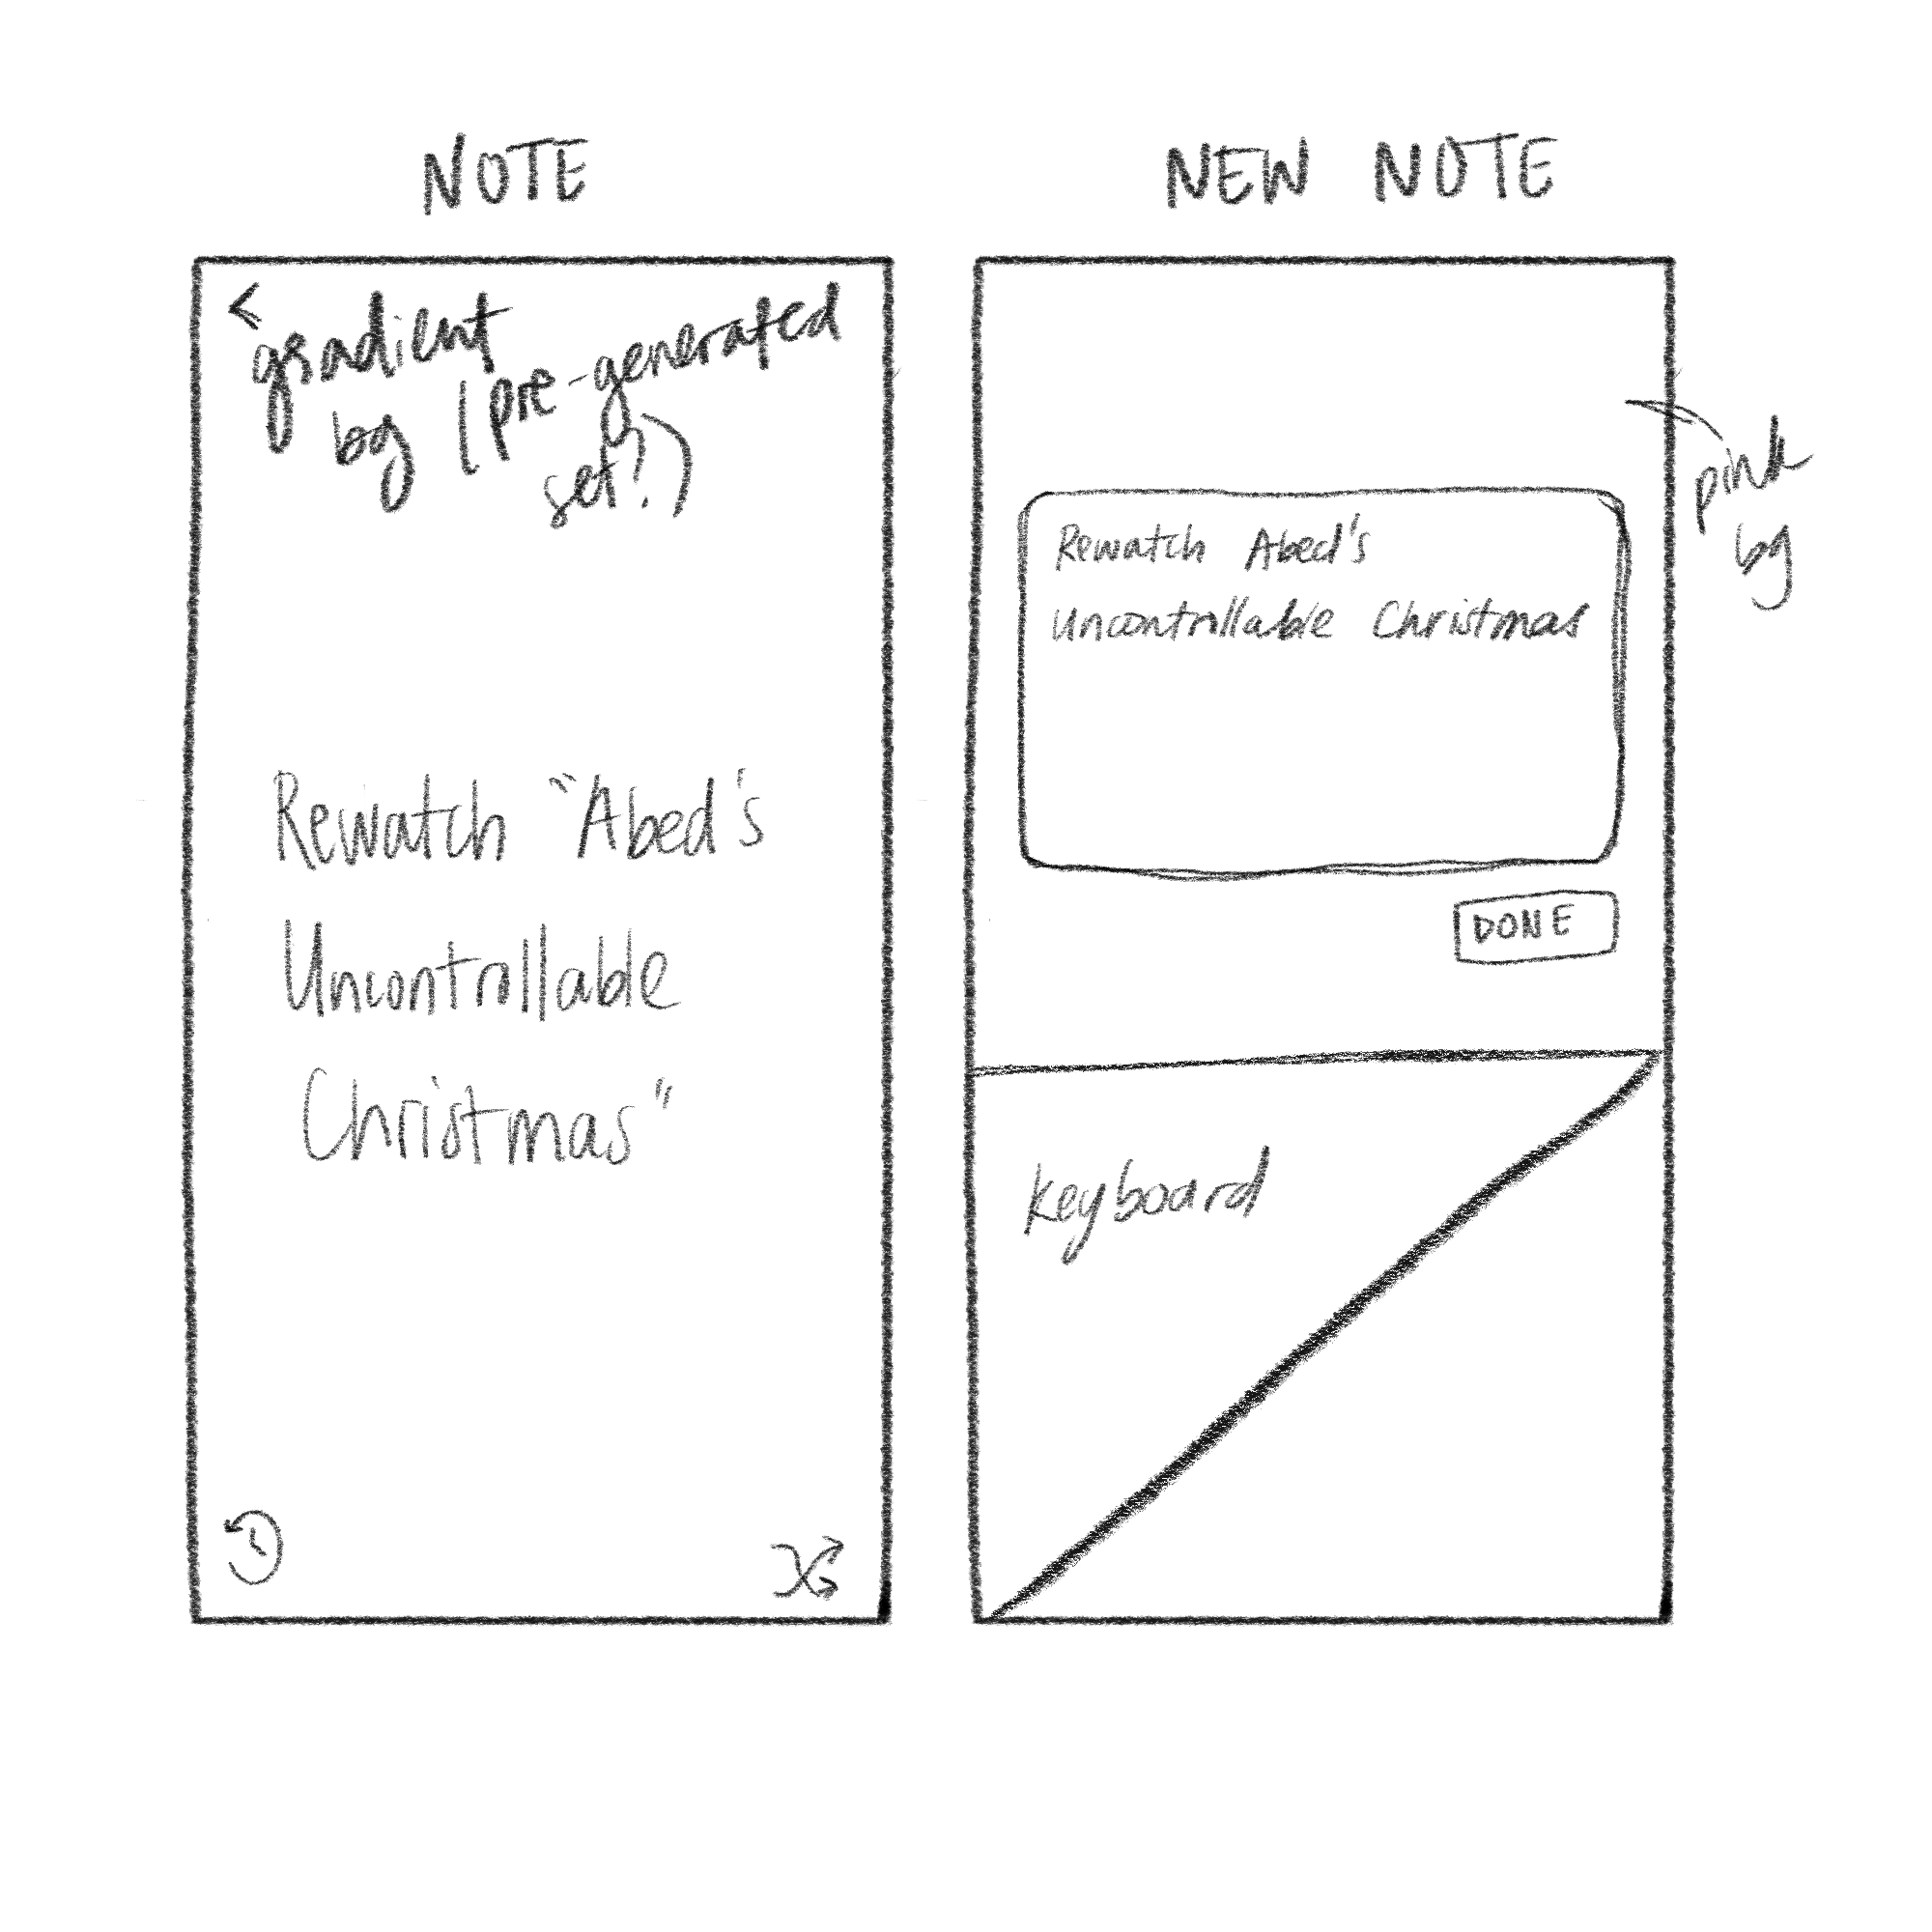 NOTE
<
gradient
bg (pre-generated
set?)
Rewatch "Abed's
Uncontrollable
Christmas"
NEW NOTE
pink
bg
Rewatch Abed's
Uncontrollable Christmas
DONE
keyboard